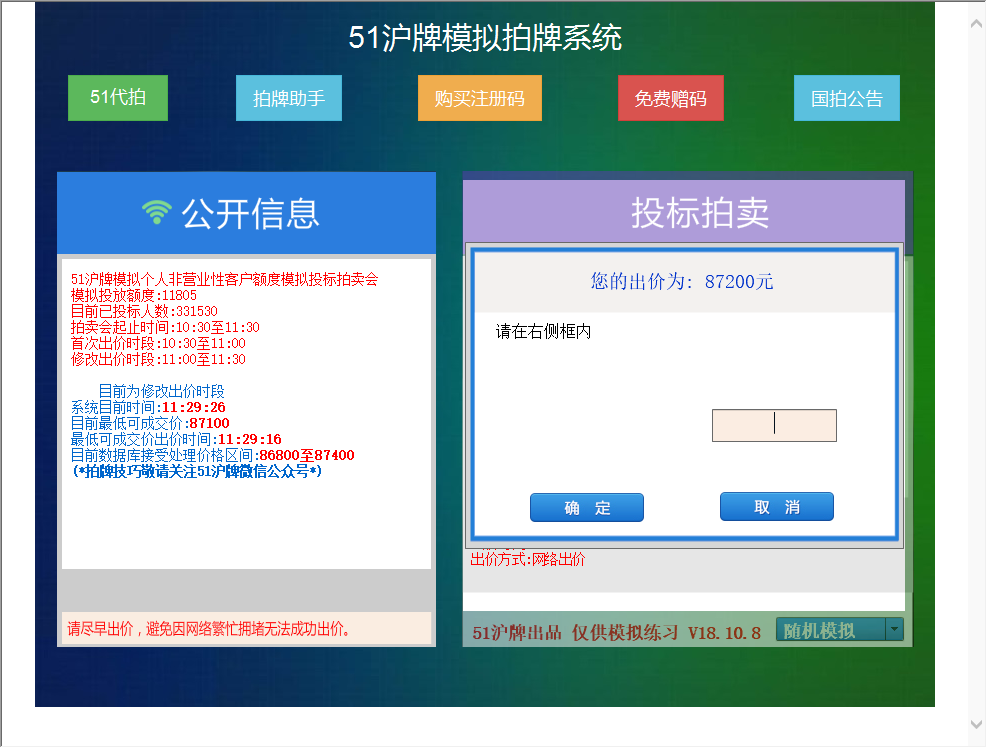 51沪牌模拟拍牌系统
51代拍
拍牌助手
购买注册码
免费赠码
国拍公告
公开信息
51沪牌模拟个人非营业性客户额度模拟投标拍卖会
模拟投放额度:11805
目前已投标人数:331530
拍卖会起止时间:10:30至11:30
首次出价时段:10:30至11:00
修改出价时段:11:00至11:30
目前为修改出价时段
系统目前时间:11:29:26
目前最低可成交价:87100
最低可成交价出价时间:11:29:16
目前数据库接受处理价格区间:86800至87400
(*拍牌技巧敬请关注51沪牌微信公众号*)
请尽早出价，避免因网络繁忙拥堵无法成功出价。
投标拍卖
您的出价为: 87200元
请在右侧框内
确 定
取 消
出价方式:网络出价
51沪牌出品 仅供模拟练习 V18.10.8
随机模拟